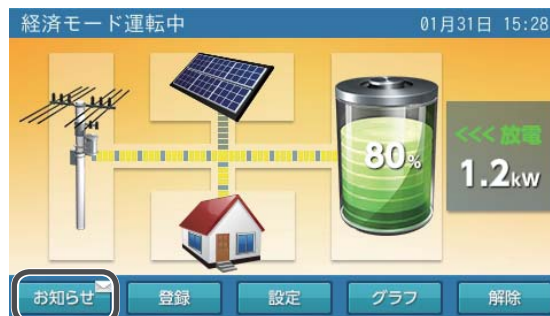 経済モード運転中 01月31日 15:28
80%
<<< 放電
1.2kW
お知らせ 登録 設定 グラフ 解除